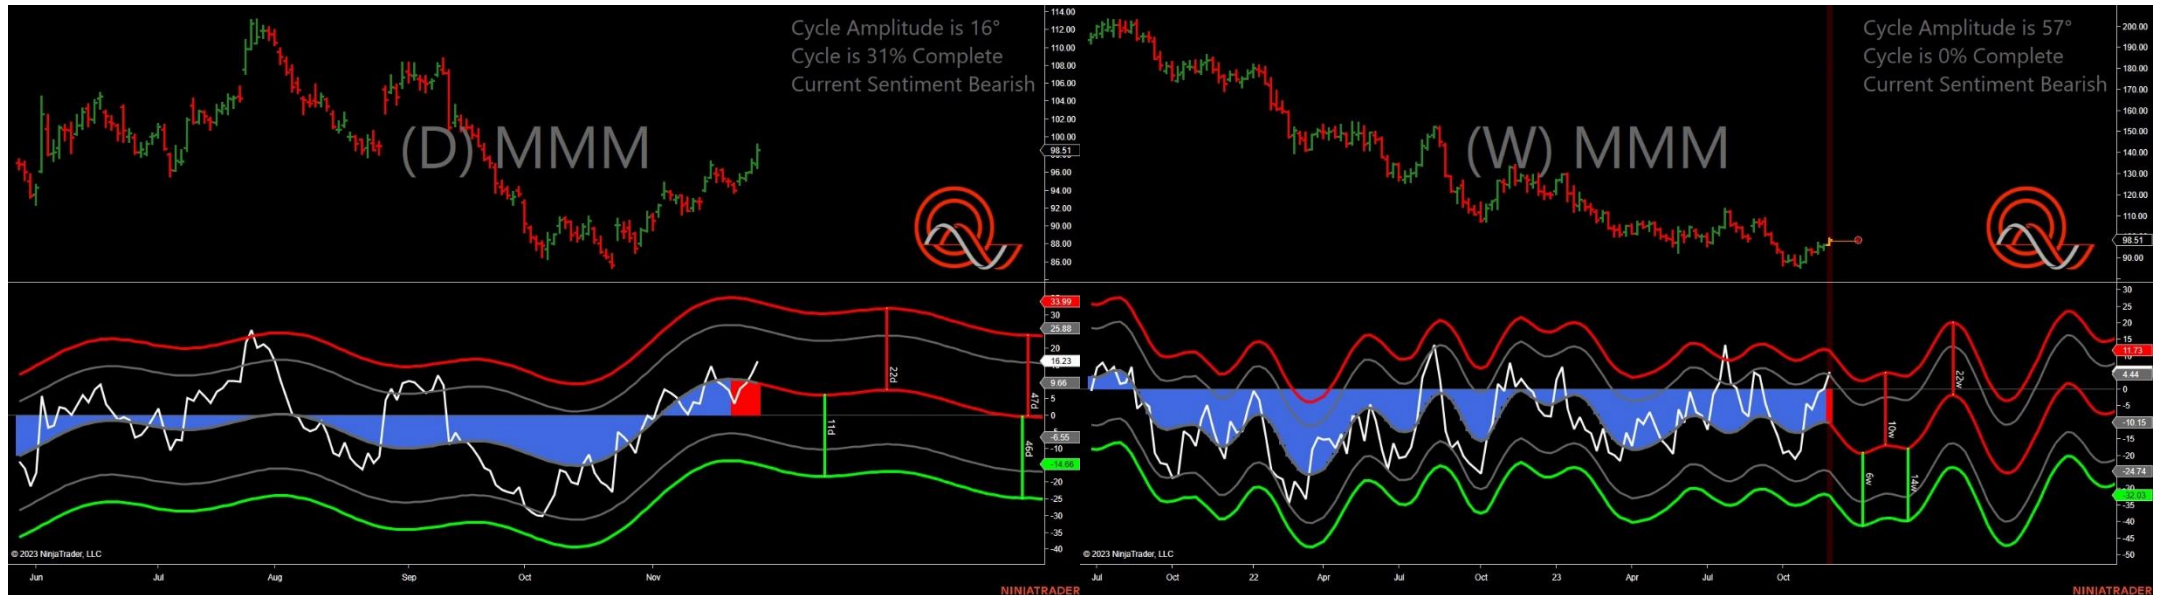 Cycle Amplitude is 16°
Cycle is 31% Complete
Current Sentiment Bearish
(D) MMM
114.00
112.00
110.00
108.00
106.00
104.00
102.00
100.00
98.51
96.00
94.00
92.00
90.00
88.00
86.00
33.99
30
25.88
20
16.23
9.66
5
0
-6.55
-10
-14.66
-20
-25
-30
-35
-40
22d
47d
11d
46d
© 2023 NinjaTrader, LLC
Jun Jul Aug Sep Oct Nov
NINJATRADER
Cycle Amplitude is 57°
Cycle is 0% Complete
Current Sentiment Bearish
(W) MMM
200.00
190.00
180.00
170.00
160.00
150.00
140.00
130.00
120.00
110.00
98.51
90.00
30
25
20
15
11.73
4.44
0
-5
-10.15
-15
-20
-24.74
-30
-32.03
-35
-40
-45
-50
22w
10w
6w
14w
© 2023 NinjaTrader, LLC
Jul Oct 22 Apr Jul Oct 23 Apr Jul Oct
NINJATRADER